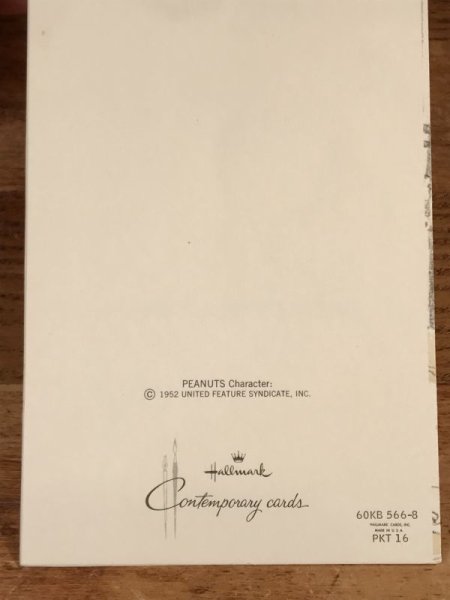 PEANUTS Character:
© 1952 UNITED FEATURE SYNDICATE, INC.
Hallmark
Contemporary cards
60KB 566-8
HALLMARK CARDS, INC.
MADE IN U.S.A.
PKT 16